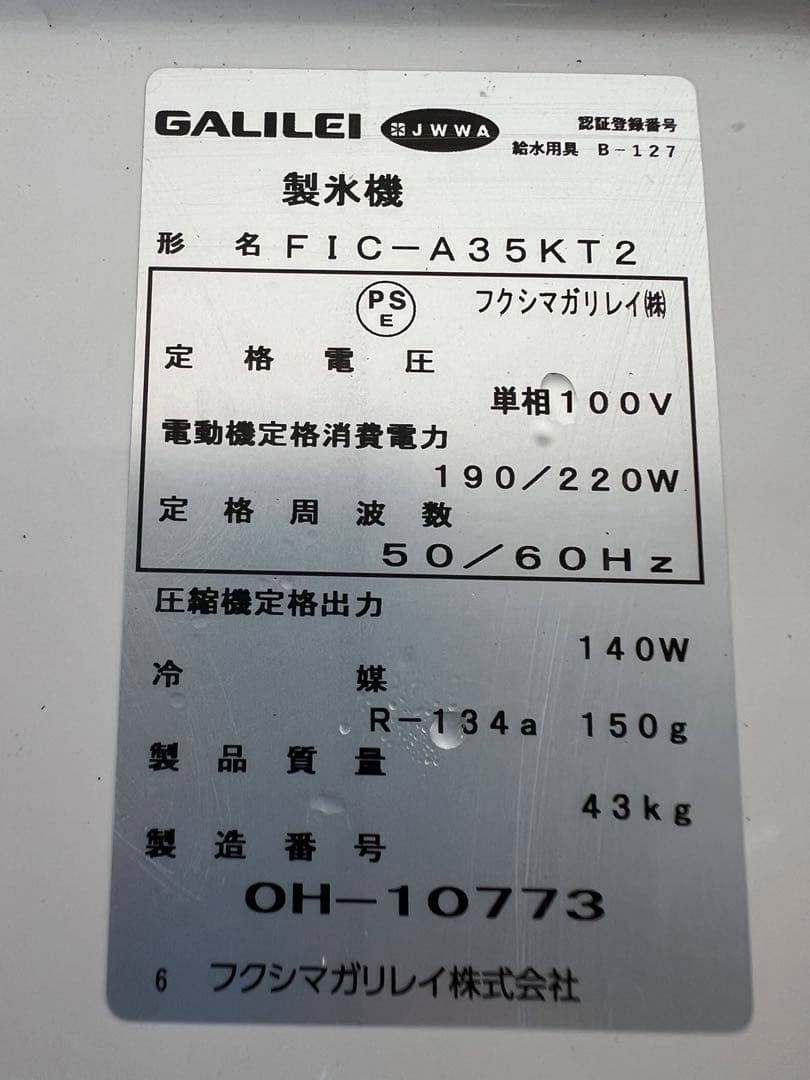 GALILEI JWWA 認証登録番号
給水用具 B-127
製氷機
形名 FIC-A35KT2
PSE フクシマガリレイ㈱
定格電圧
単相100V
電動機定格消費電力
190/220W
定格周波数
50/60Hz
圧縮機定格出力
140W
冷媒
R-134a 150g
製品質量
43kg
製造番号
OH-10773
6 フクシマガリレイ株式会社